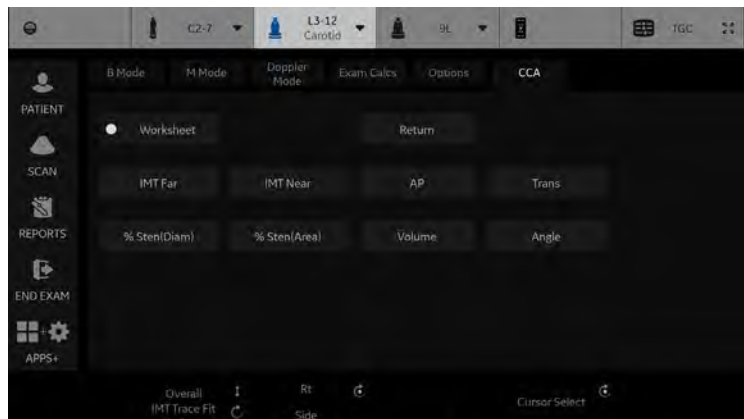 C2-7
L3-12
Carotid
9L
TGC
PATIENT
SCAN
REPORTS
END EXAM
APPS+
B Mode
M Mode
Doppler
Mode
Exam Calcs
Options
CCA
Worksheet
Return
IMT Far
IMT Near
AP
Trans
% Sten(Diam)
% Sten(Area)
Volume
Angle
Overall
IMT Trace Fit
Rt
Side
Cursor Select